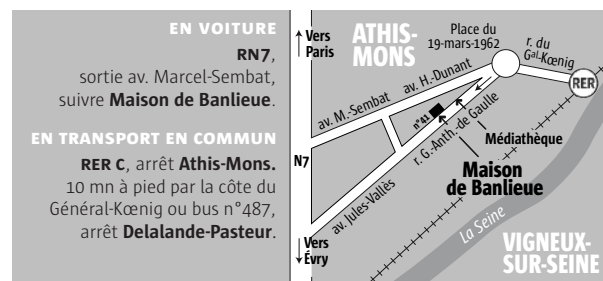 EN VOITURE
RN7,
sortie av. Marcel-Sembat,
suivre Maison de Banlieue.
EN TRANSPORT EN COMMUN
RER C, arrêt Athis-Mons.
10 mn à pied par la côte du
Général-Kœnig ou bus n°487,
arrêt Delalande-Pasteur.
↑Vers
Paris
ATHIS-
MONS
Place du
19-mars-1962
r. du
Gal-Kœnig
RER
av. M.-Sembat
av. H.-Dunant
n°41
r. G.-Anth. de Gaulle
Médiathèque
Maison
de Banlieue
N7
av. Jules-Vallès
La Seine
Vers
↓Évry
VIGNEUX-
SUR-SEINE